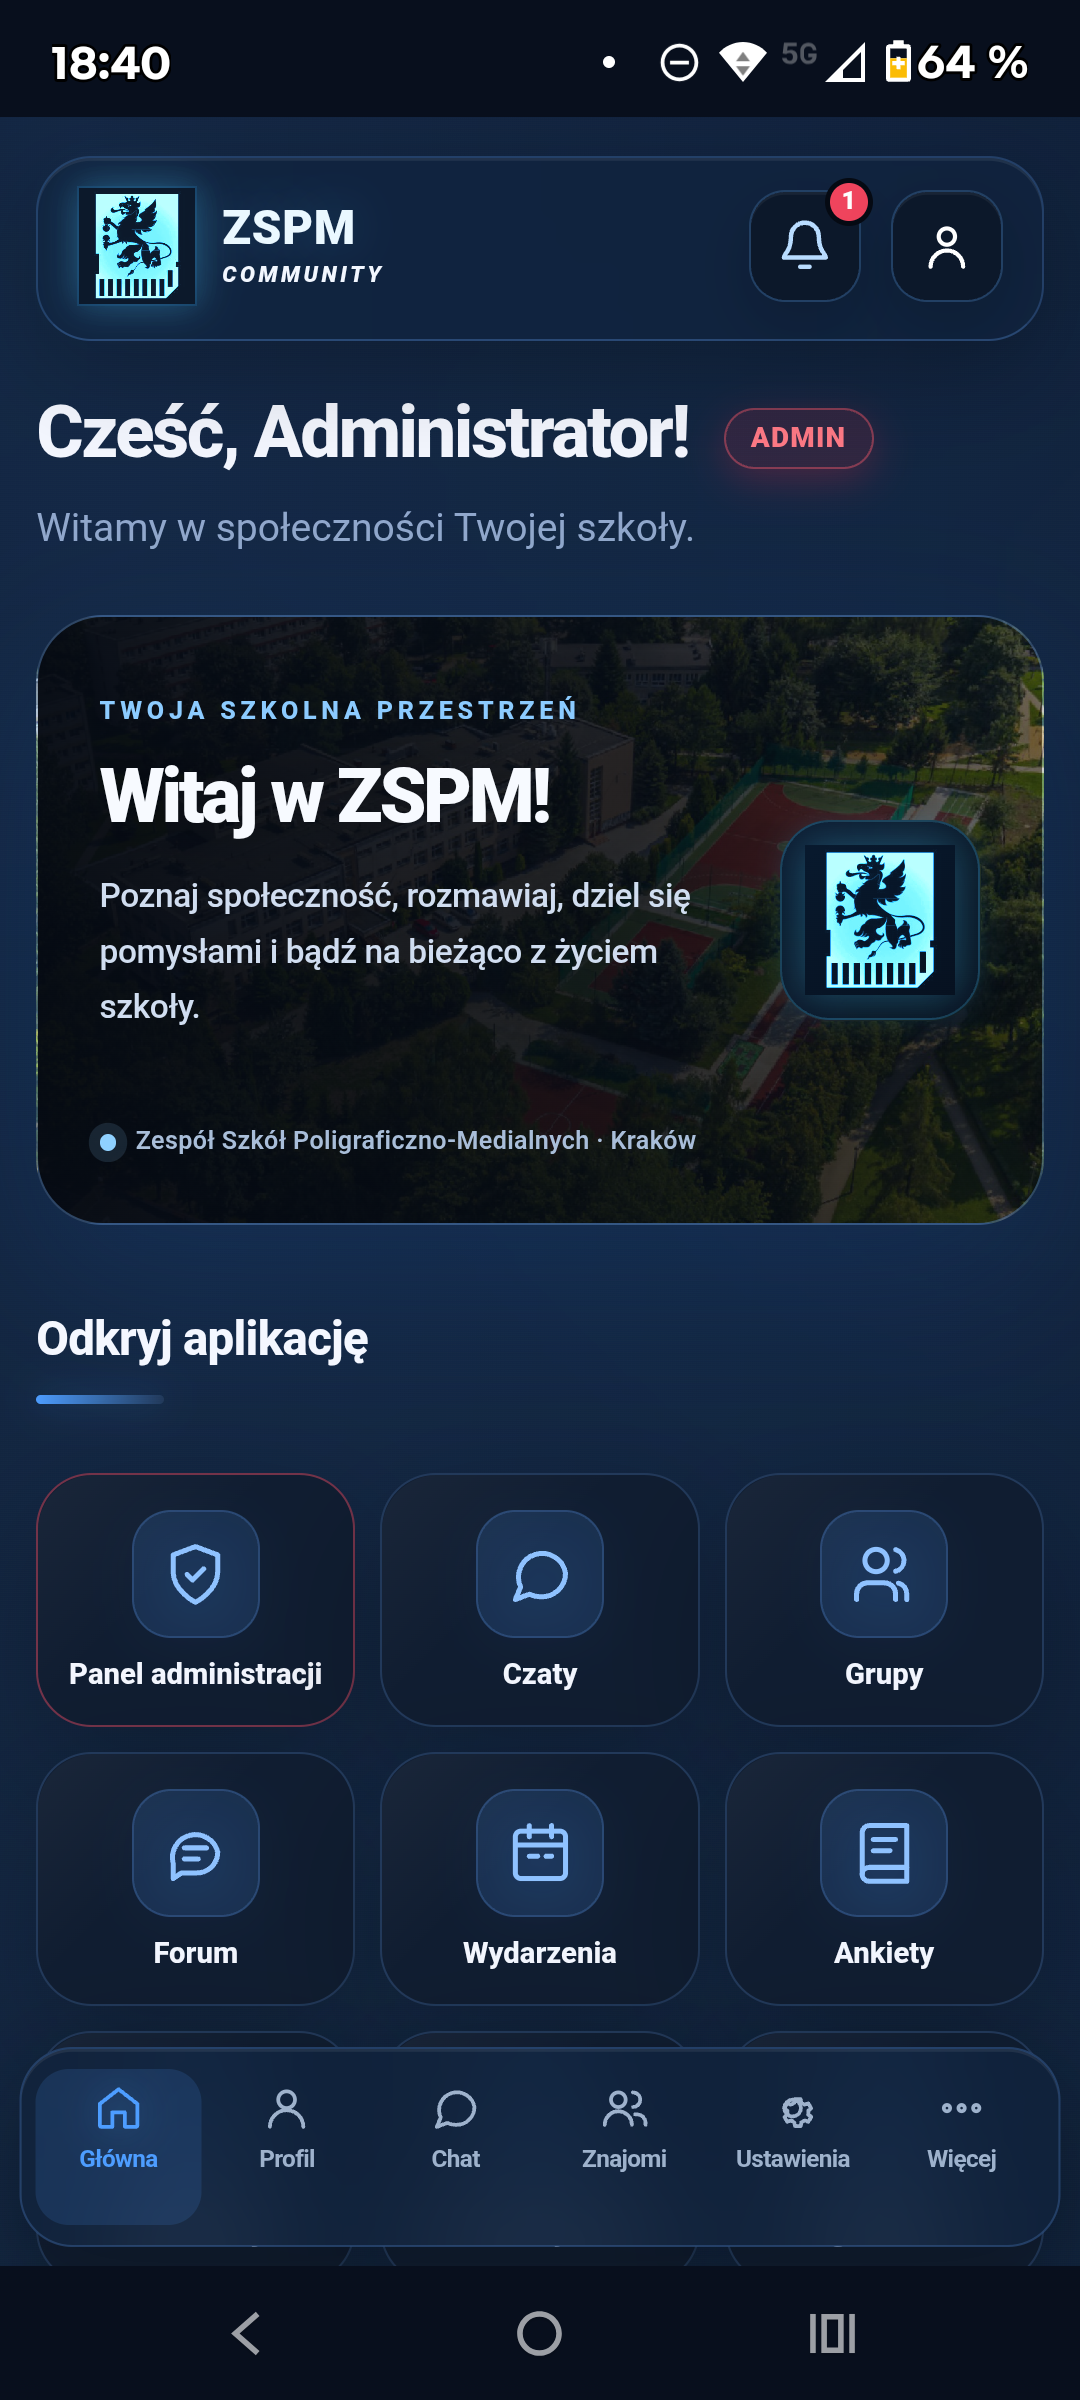 18:40
5G
64 %
ZSPM
COMMUNITY
1
Cześć, Administrator!
ADMIN
Witamy w społeczności Twojej szkoły.
TWOJA SZKOLNA PRZESTRZEŃ
Witaj w ZSPM!
Poznaj społeczność, rozmawiaj, dziel się
pomysłami i bądź na bieżąco z życiem
szkoły.
Zespół Szkół Poligraficzno-Medialnych · Kraków
Odkryj aplikację
Panel administracji
Czaty
Grupy
Forum
Wydarzenia
Ankiety
Główna
Profil
Chat
Znajomi
Ustawienia
Więcej